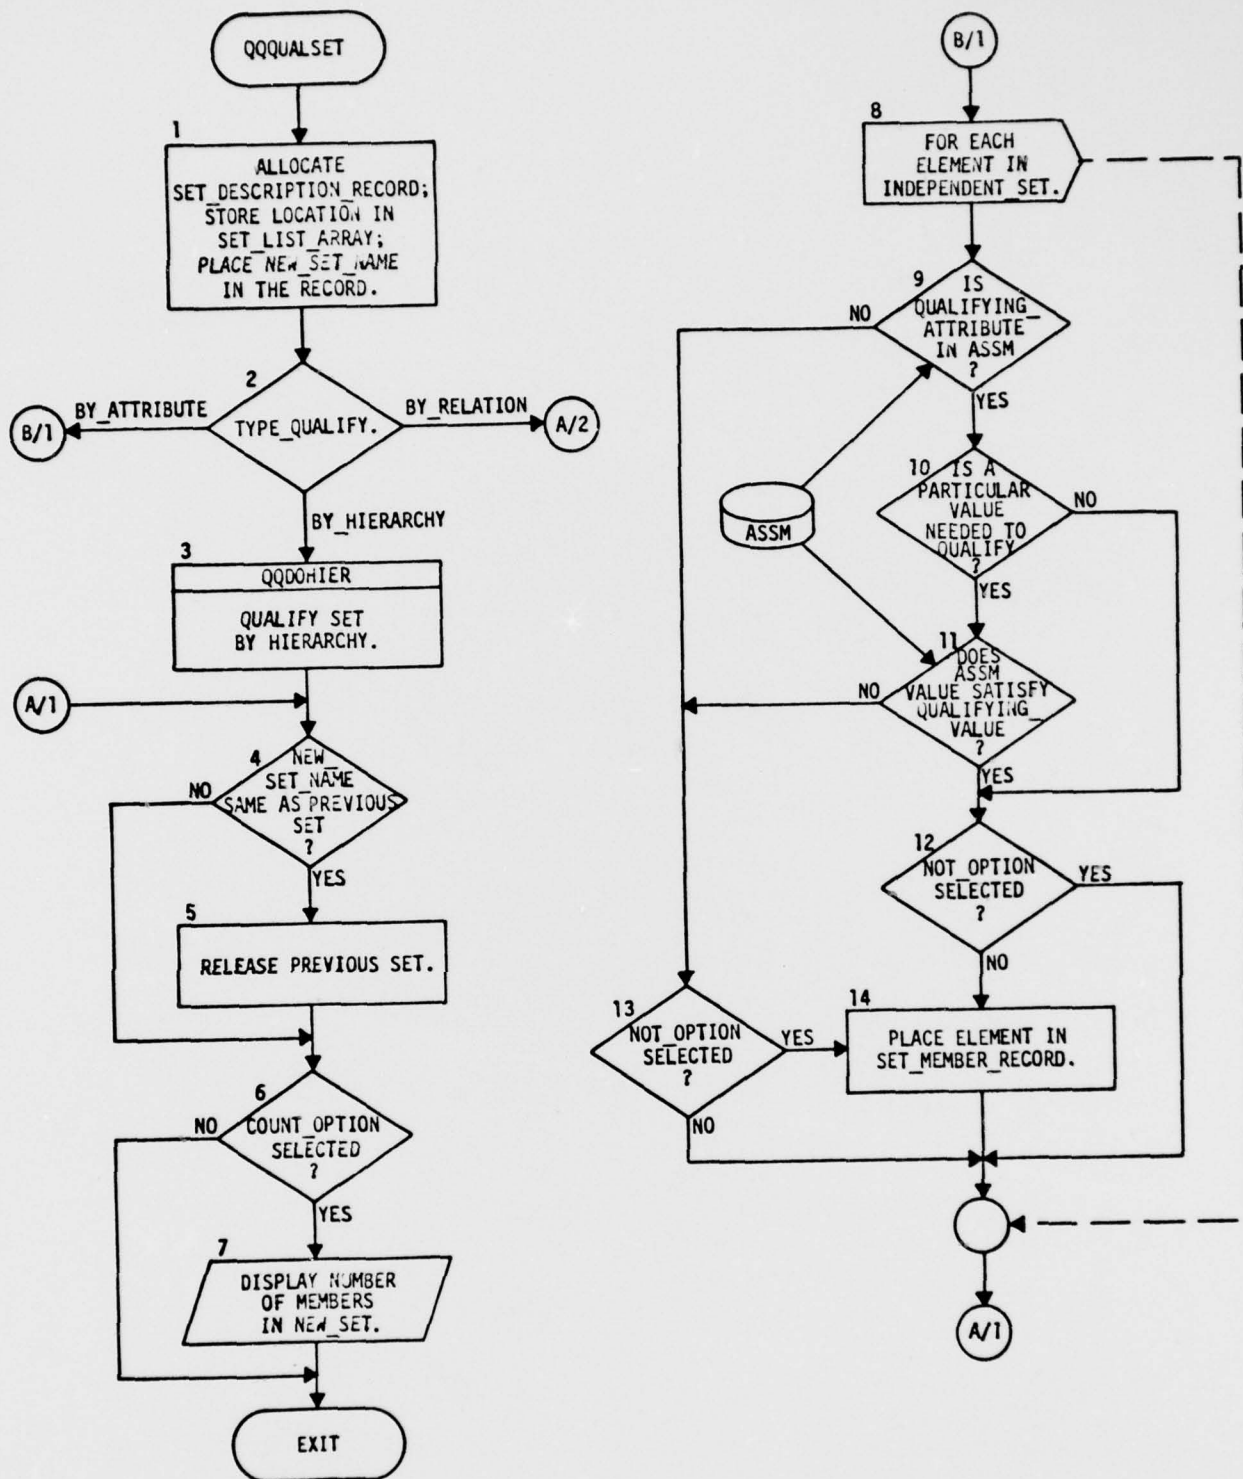 QQQUALSET
1
ALLOCATE
SET_DESCRIPTION_RECORD;
STORE LOCATION IN
SET_LIST_ARRAY;
PLACE NEW_SET_NAME
IN THE RECORD.
2
BY_ATTRIBUTE
BY_RELATION
B/1
TYPE_QUALIFY.
A/2
BY_HIERARCHY
3
QQDOHIER
QUALIFY SET
BY HIERARCHY.
A/1
4
NEW_
SET_NAME
SAME AS PREVIOUS
SET
?
NO
YES
5
RELEASE PREVIOUS SET.
6
COUNT_OPTION
SELECTED
?
NO
YES
7
DISPLAY NUMBER
OF MEMBERS
IN NEW_SET.
EXIT
B/1
8
FOR EACH
ELEMENT IN
INDEPENDENT_SET.
9
IS
QUALIFYING_
ATTRIBUTE
IN ASSM
?
NO
YES
10
IS A
PARTICULAR
VALUE
NEEDED TO
QUALIFY
?
NO
YES
ASSM
11
DOES
ASSM
VALUE SATISFY
QUALIFYING_
VALUE
?
NO
YES
12
NOT_OPTION
SELECTED
?
YES
NO
13
NOT_OPTION
SELECTED
?
YES
NO
14
PLACE ELEMENT IN
SET_MEMBER_RECORD.
A/1